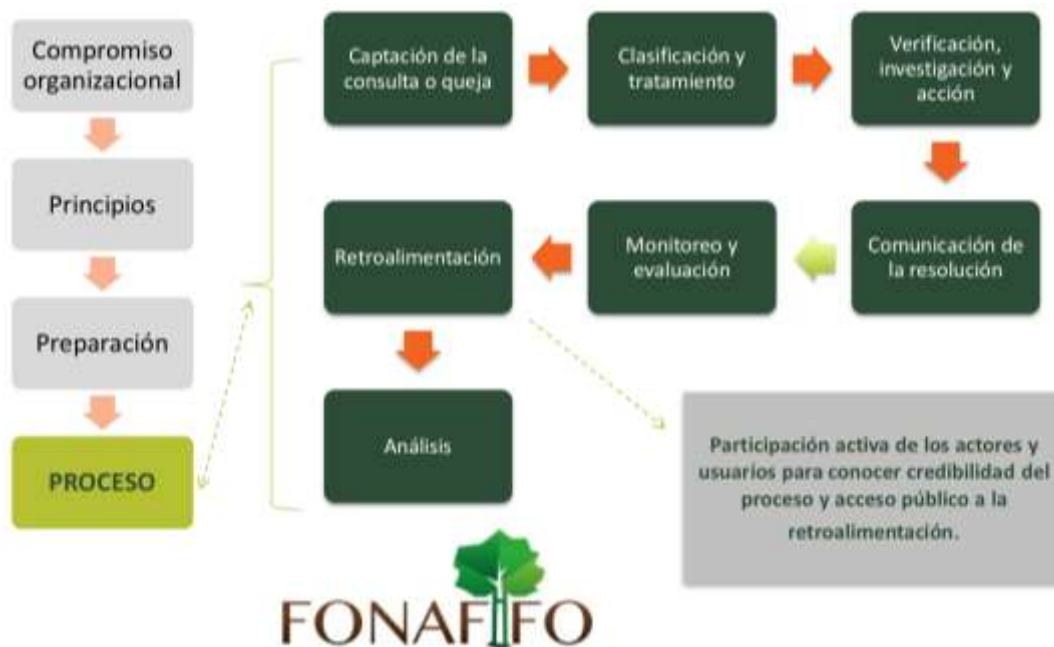 Compromiso
organizacional
Principios
Preparación
PROCESO
Captación de la
consulta o queja
Clasificación y
tratamiento
Verificación,
investigación y
acción
Retroalimentación
Monitoreo y
evaluación
Comunicación de
la resolución
Análisis
Participación activa de los actores y
usuarios para conocer credibilidad del
proceso y acceso público a la
retroalimentación.
FONAFIFO